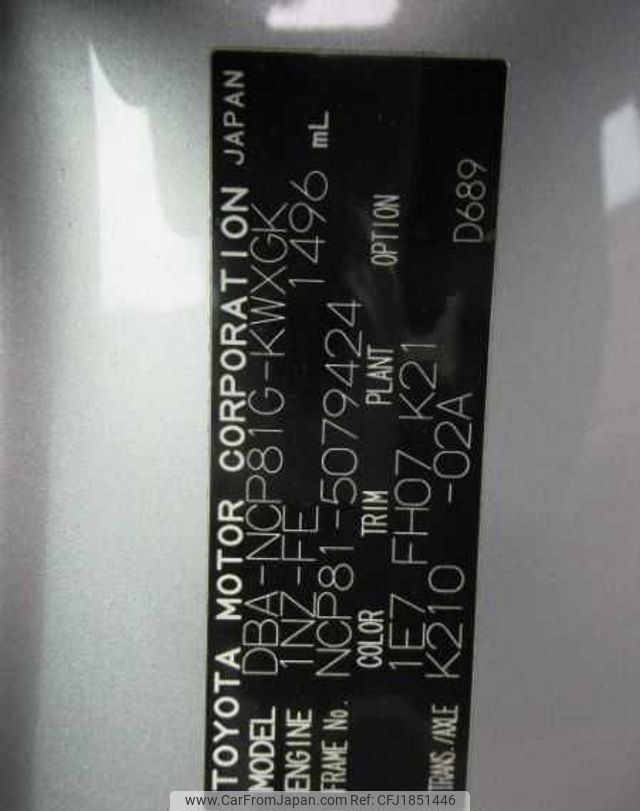 TOYOTA MOTOR CORPORATION JAPAN
MODEL DBA-NCP81G-KWXGK
ENGINE 1NZ-FE 1496 mL
FRAME No. NCP81-5079424
COLOR TRIM PLANT OPTION
1E7 FH07 K21
TRANS./AXLE K210 -02A D689
www.CarFromJapan.com Ref: CFJ1851446